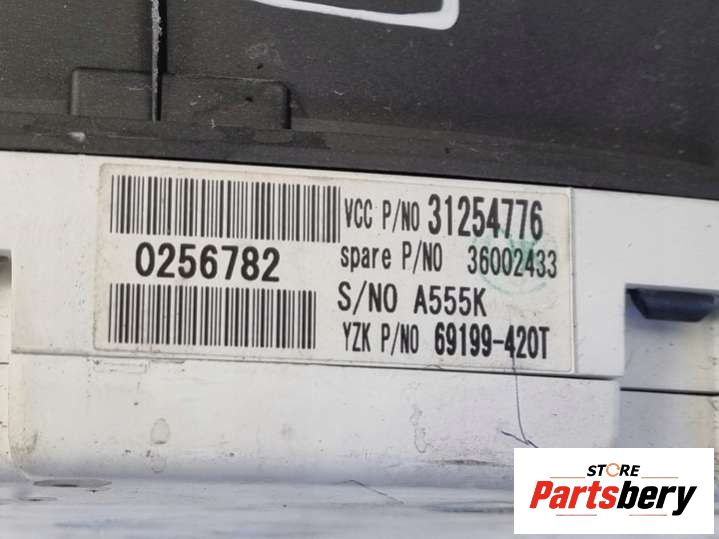 VCC P/NO 31254776
0256782
spare P/NO 36002433
S/NO A555K
YZK P/NO 69199-420T
STORE
Partsbery